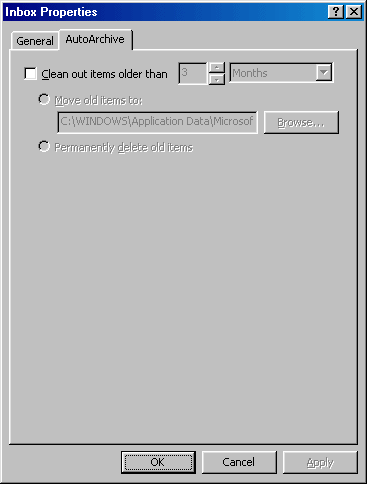 Inbox Properties
General AutoArchive
Clean out items older than 3 Months
Move old items to:
C:\WINDOWS\Application Data\Microsof Browse...
Permanently delete old items
OK Cancel Apply